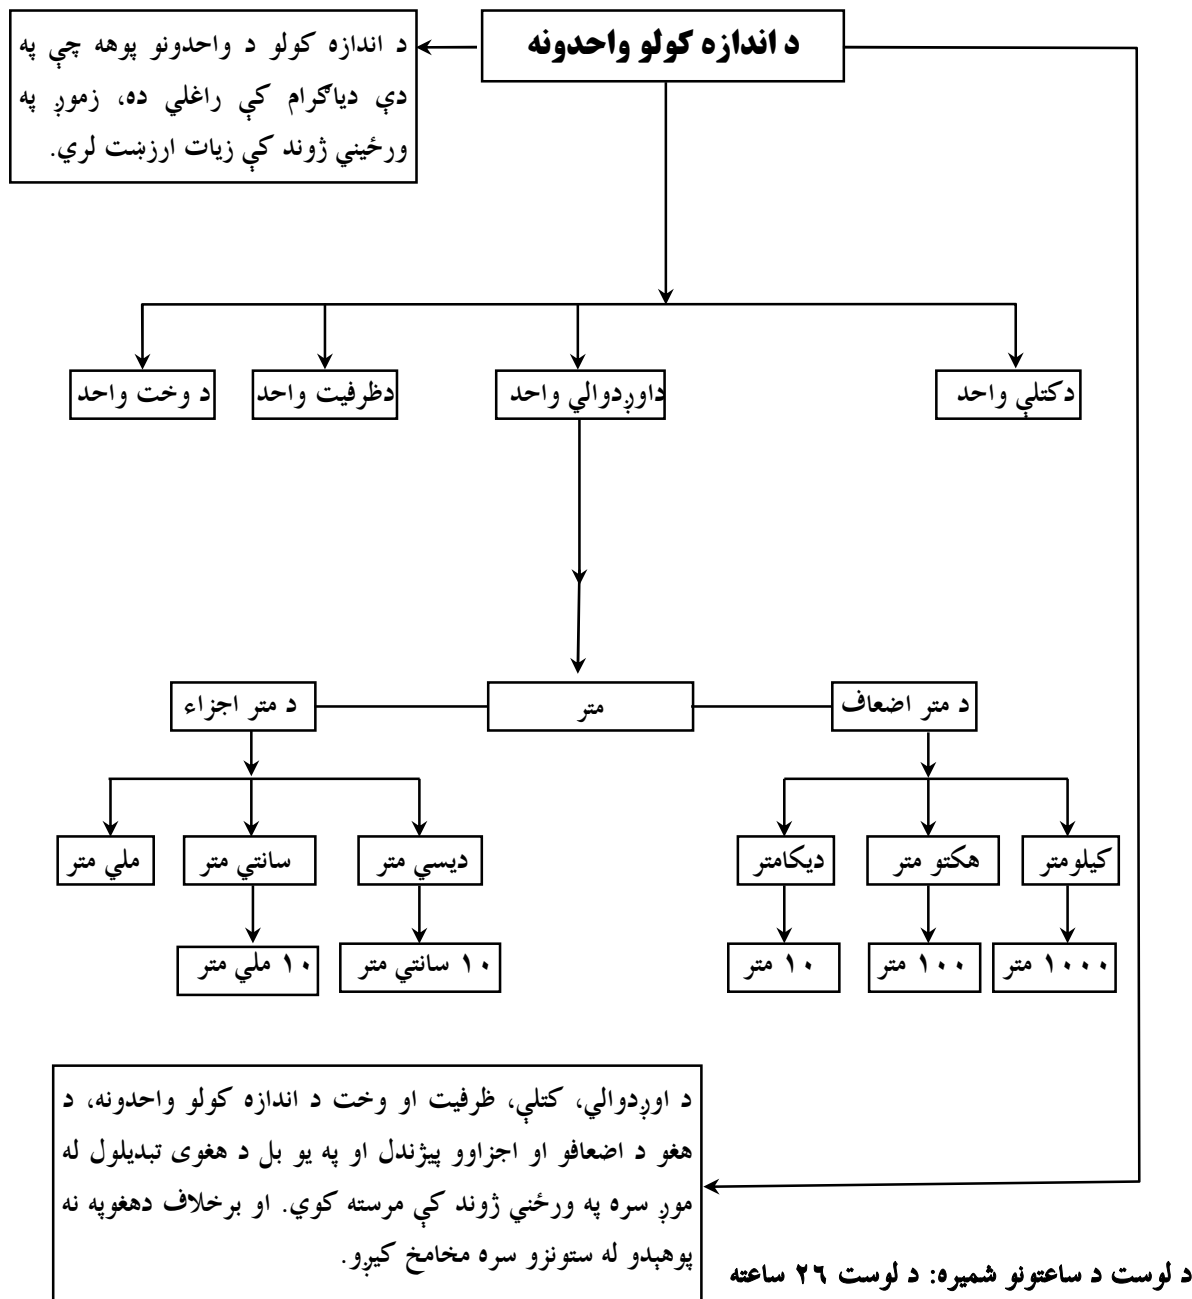 د اندازه کولو واحدونه
د اندازه کولو د واحدونو پوهه چې په
دې دیاګرام کې راغلي ده، زموږ په
ورځیني ژوند کې زیات ارزښت لري.
دکتلې واحد
داوږدوالي واحد
دظرفیت واحد
د وخت واحد
د متر اضعاف
متر
د متر اجزاء
کیلومتر
هکتو متر
دیکامتر
دیسي متر
سانتي متر
ملي متر
۱۰۰۰ متر
۱۰۰ متر
۱۰ متر
۱۰ سانتي متر
۱۰ ملي متر
د اوږدوالي، کتلې، ظرفیت او وخت د اندازه کولو واحدونه، د
هغو د اضعافو او اجزاوو پیژندل او په یو بل د هغوی تبدیلول له
موږ سره په ورځني ژوند کې مرسته کوي. او برخلاف دهغوپه نه
پوهېدو له ستونزو سره مخامخ کیږو.
د لوست د ساعتونو شمیره: د لوست ۲۶ ساعته